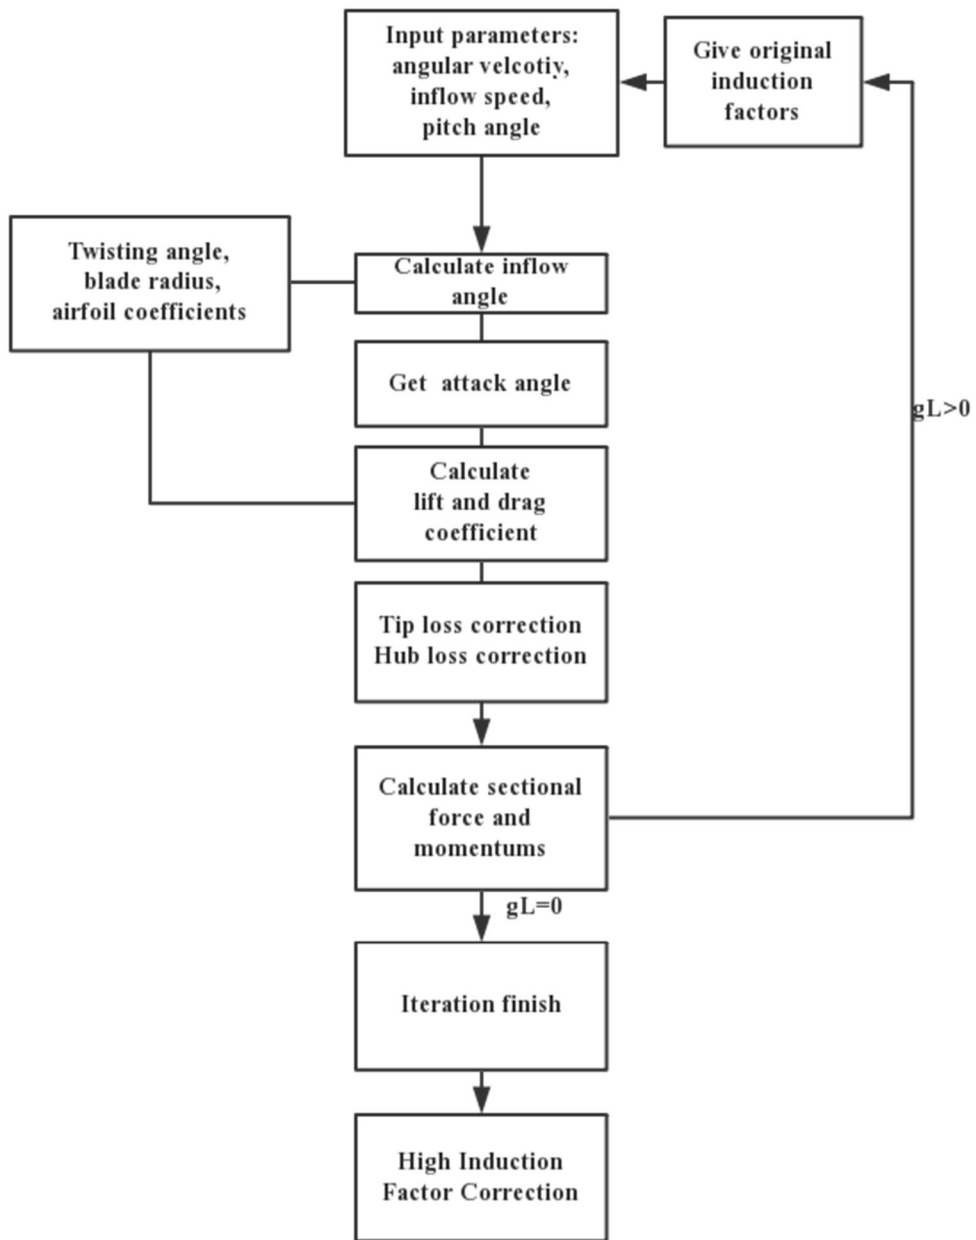 Input parameters:
angular velcotiy,
inflow speed,
pitch angle
Give original
induction
factors
Twisting angle,
blade radius,
airfoil coefficients
Calculate inflow
angle
Get attack angle
gL>0
Calculate
lift and drag
coefficient
Tip loss correction
Hub loss correction
Calculate sectional
force and
momentums
gL=0
Iteration finish
High Induction
Factor Correction